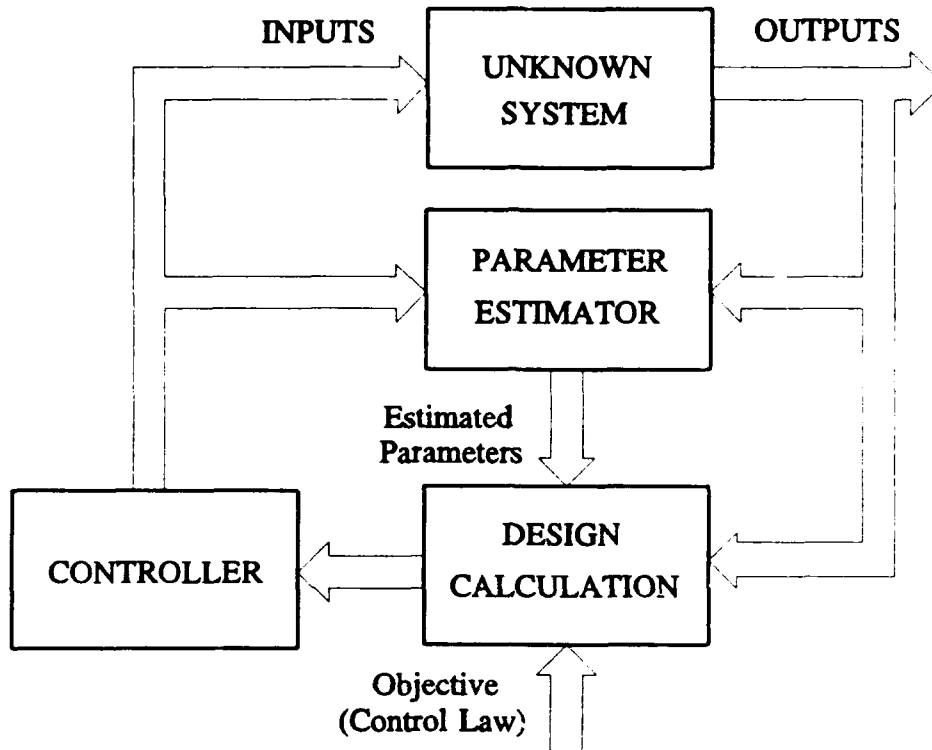 INPUTS
OUTPUTS
UNKNOWN
SYSTEM
PARAMETER
ESTIMATOR
Estimated
Parameters
DESIGN
CALCULATION
CONTROLLER
Objective
(Control Law)